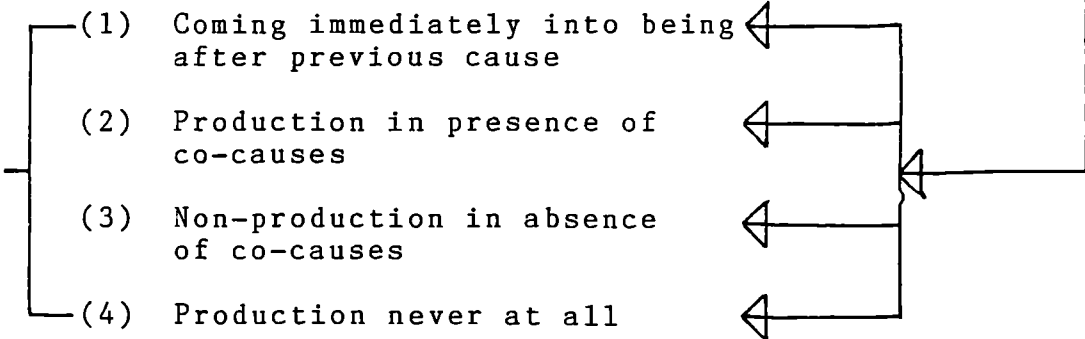 (1) Coming immediately into being
after previous cause
(2) Production in presence of
co-causes
(3) Non-production in absence
of co-causes
(4) Production never at all